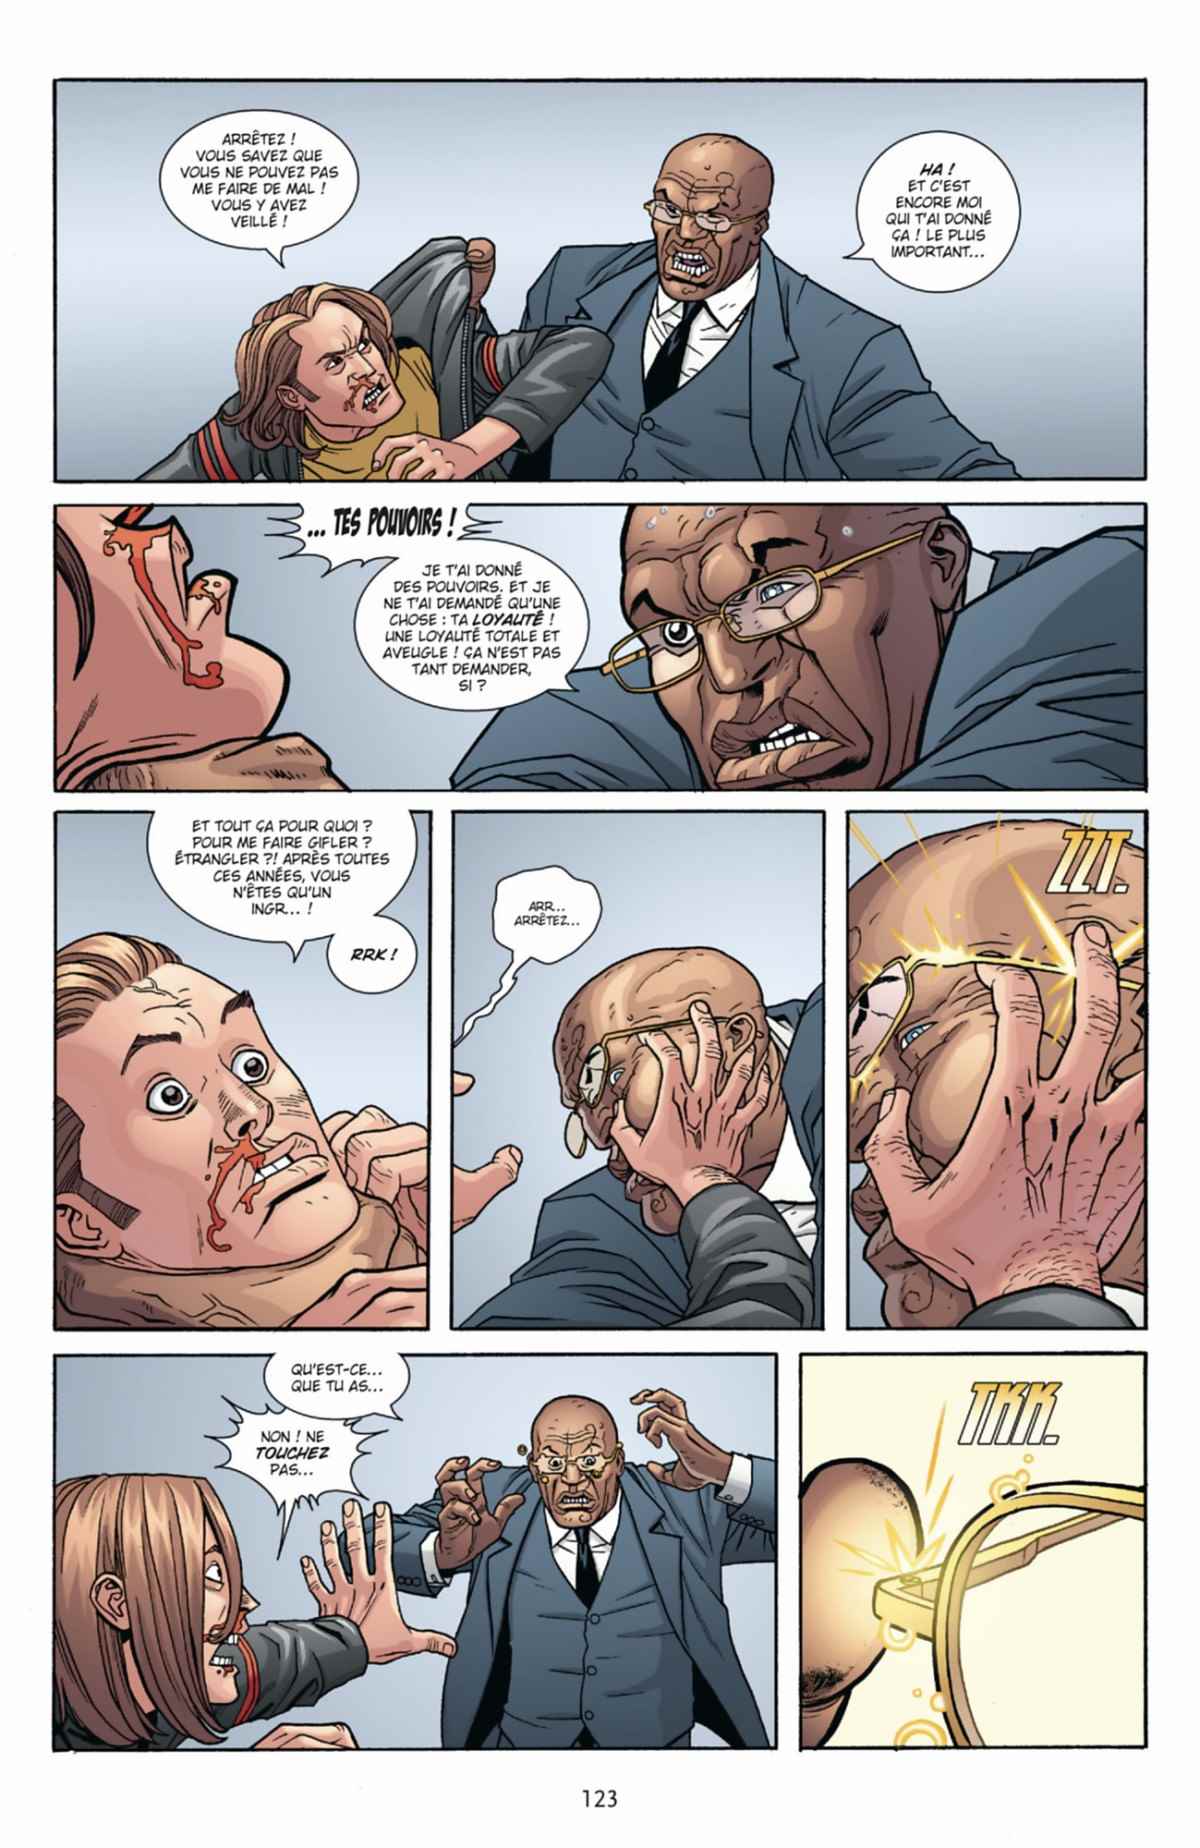 ARRÊTEZ !
VOUS SAVEZ QUE
VOUS NE POUVEZ PAS
ME FAIRE DE MAL !
VOUS Y AVEZ
VEILLÉ !
HA !
ET C'EST
ENCORE MOI
QUI T'AI DONNÉ
ÇA ! LE PLUS
IMPORTANT...
... TES POUVOIRS !
JE T'AI DONNÉ
DES POUVOIRS. ET JE
NE T'AI DEMANDÉ QU'UNE
CHOSE : TA LOYAUTÉ !
UNE LOYAUTÉ TOTALE ET
AVEUGLE ! ÇA N'EST PAS
TANT DEMANDER,
SI ?
ET TOUT ÇA POUR QUOI ?
POUR ME FAIRE GIFLER ?
ÉTRANGLER ?! APRÈS TOUTES
CES ANNÉES, VOUS
N'ÊTES QU'UN
INGR... !
RRK !
ARR...
ARRÊTEZ...
ZZT.
QU'EST-CE...
QUE TU AS...
NON ! NE
TOUCHEZ
PAS...
TKK.
123